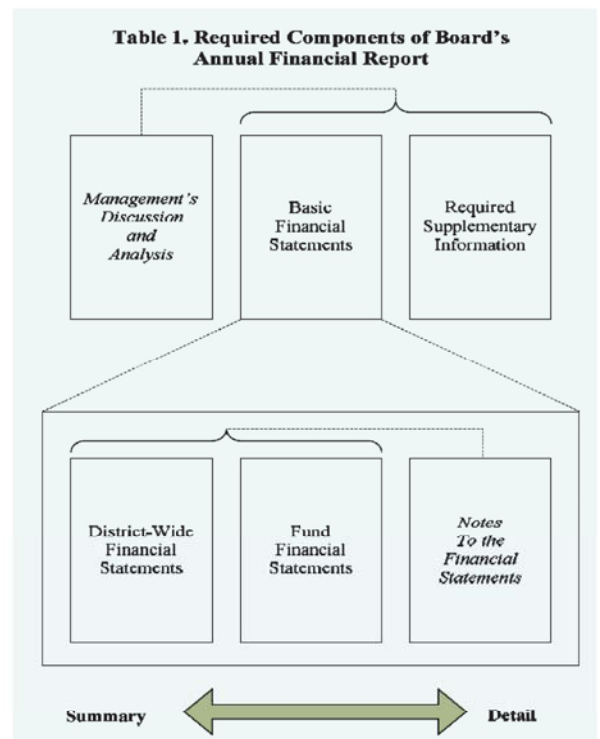 Table 1. Required Components of Board's
Annual Financial Report
Management's
Discussion
and
Analysis
Basic
Financial
Statements
Required
Supplementary
Information
District-Wide
Financial
Statements
Fund
Financial
Statements
Notes
To the
Financial
Statements
Summary
Detail